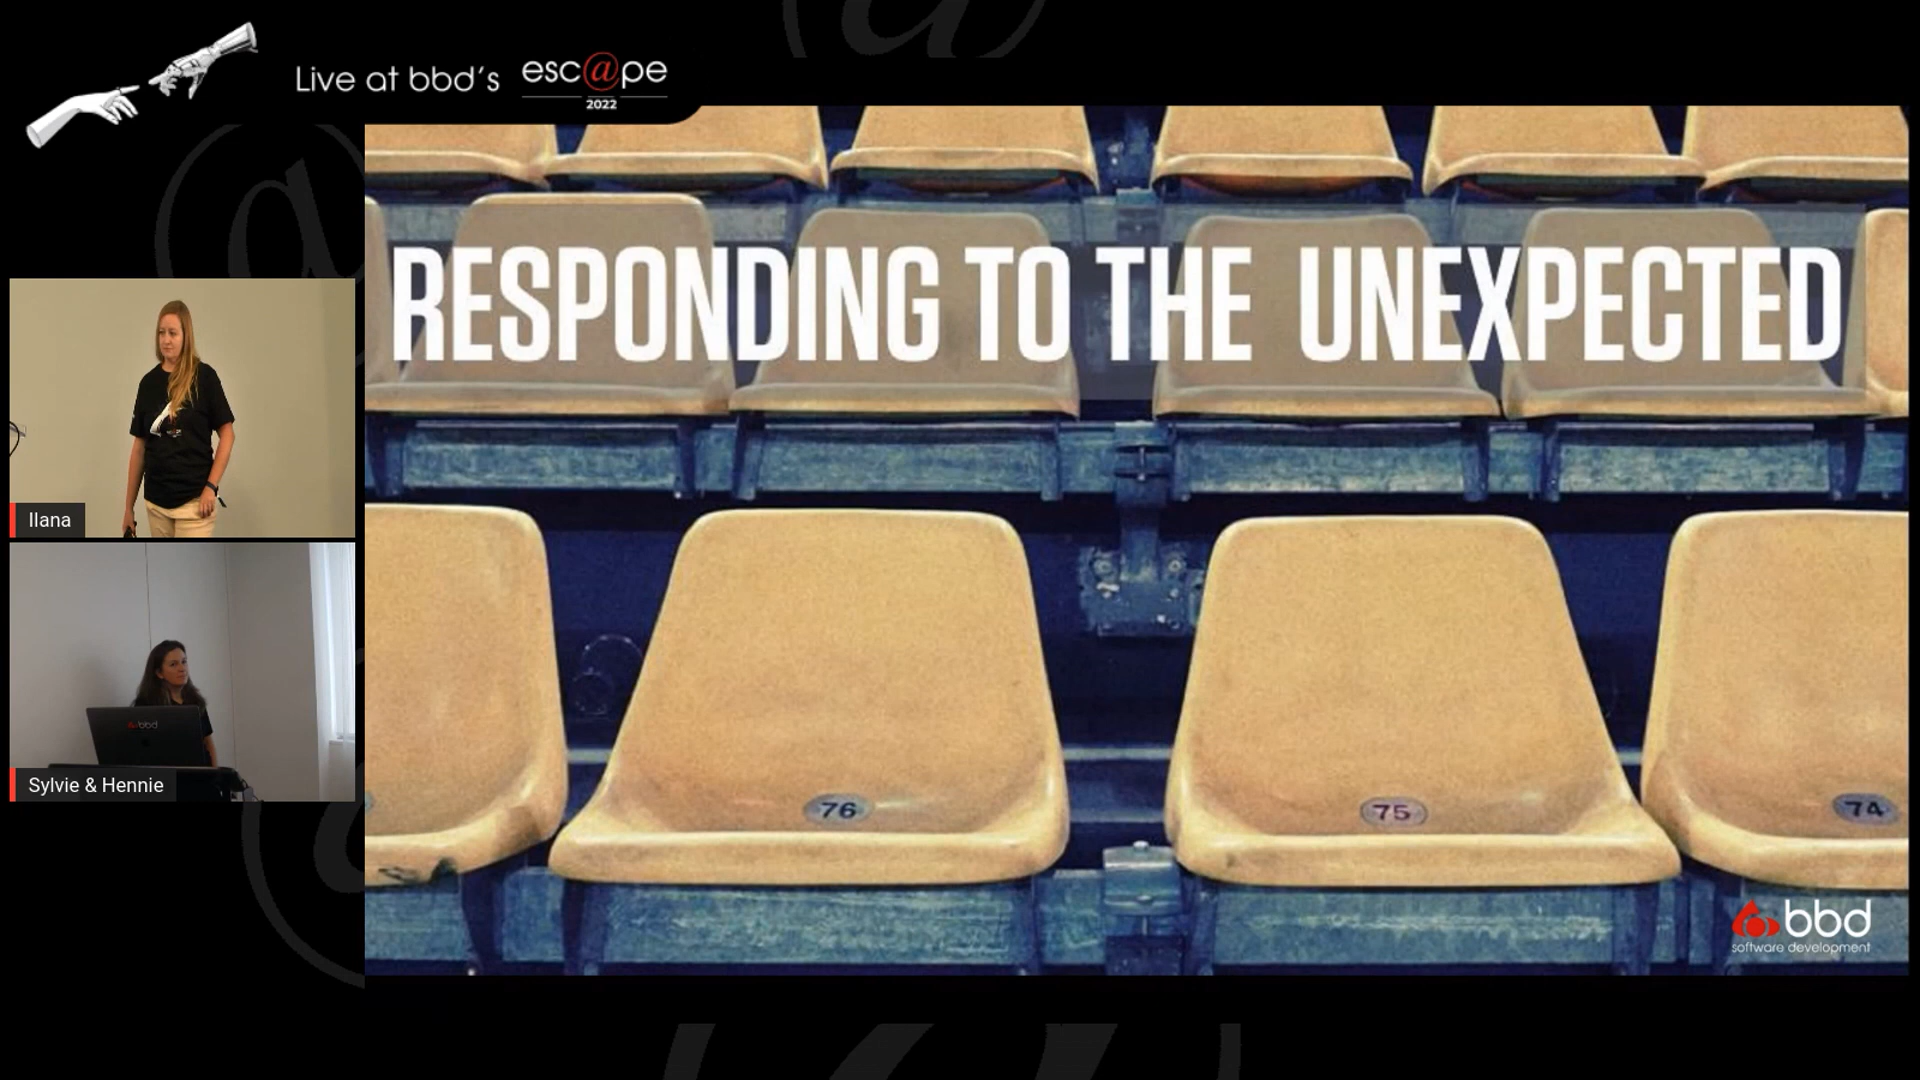 Live at bbd's
esc@pe
2022
RESPONDING TO THE UNEXPECTED
Ilana
bbd
Sylvie & Hennie
76
75
74
bbd
software development